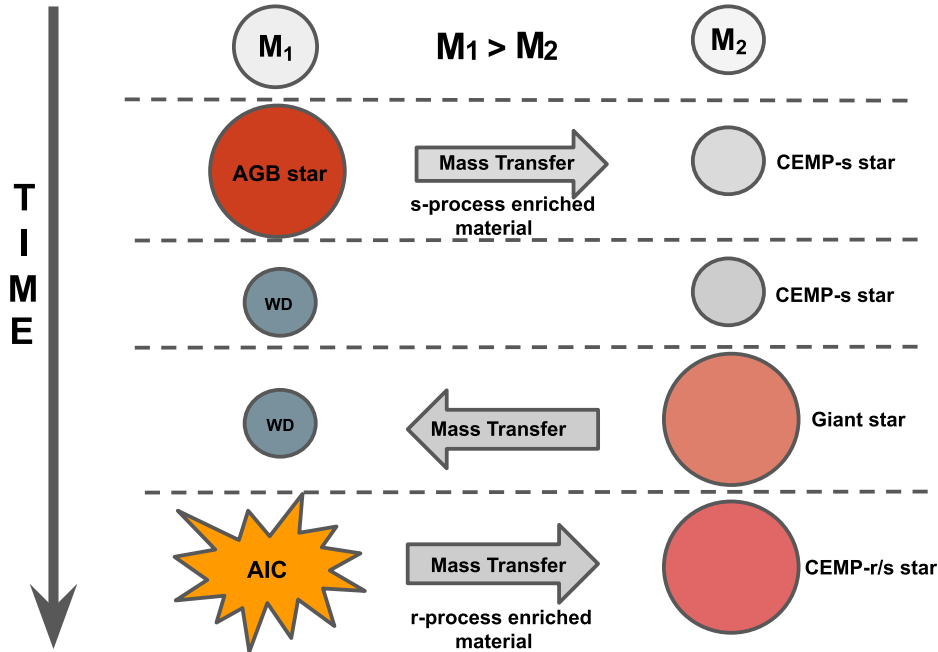 M1
M1 > M2
M2
TIME
AGB star
Mass Transfer
s-process enriched
material
CEMP-s star
WD
CEMP-s star
WD
Mass Transfer
Giant star
AIC
Mass Transfer
r-process enriched
material
CEMP-r/s star